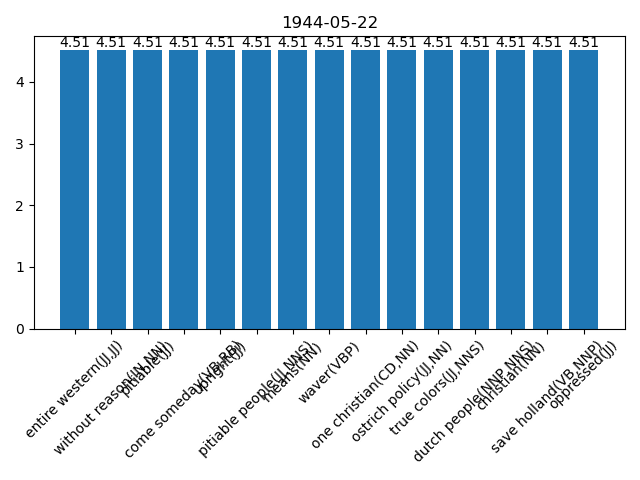 1944-05-22
4.51 4.51 4.51 4.51 4.51 4.51 4.51 4.51 4.51 4.51 4.51 4.51 4.51 4.51 4.51
4
3
2
1
0
entire western(JJ,JJ)
without reason(IN,NN)
pitiable(JJ)
come someday(VB,RB)
upright(JJ)
pitiable people(JJ,NNS)
means(NN)
waver(VBP)
one christian(CD,NN)
ostrich policy(JJ,NN)
true colors(JJ,NNS)
dutch people(NNP,NNS)
christian(NN)
save holland(VB,NNP)
oppressed(JJ)